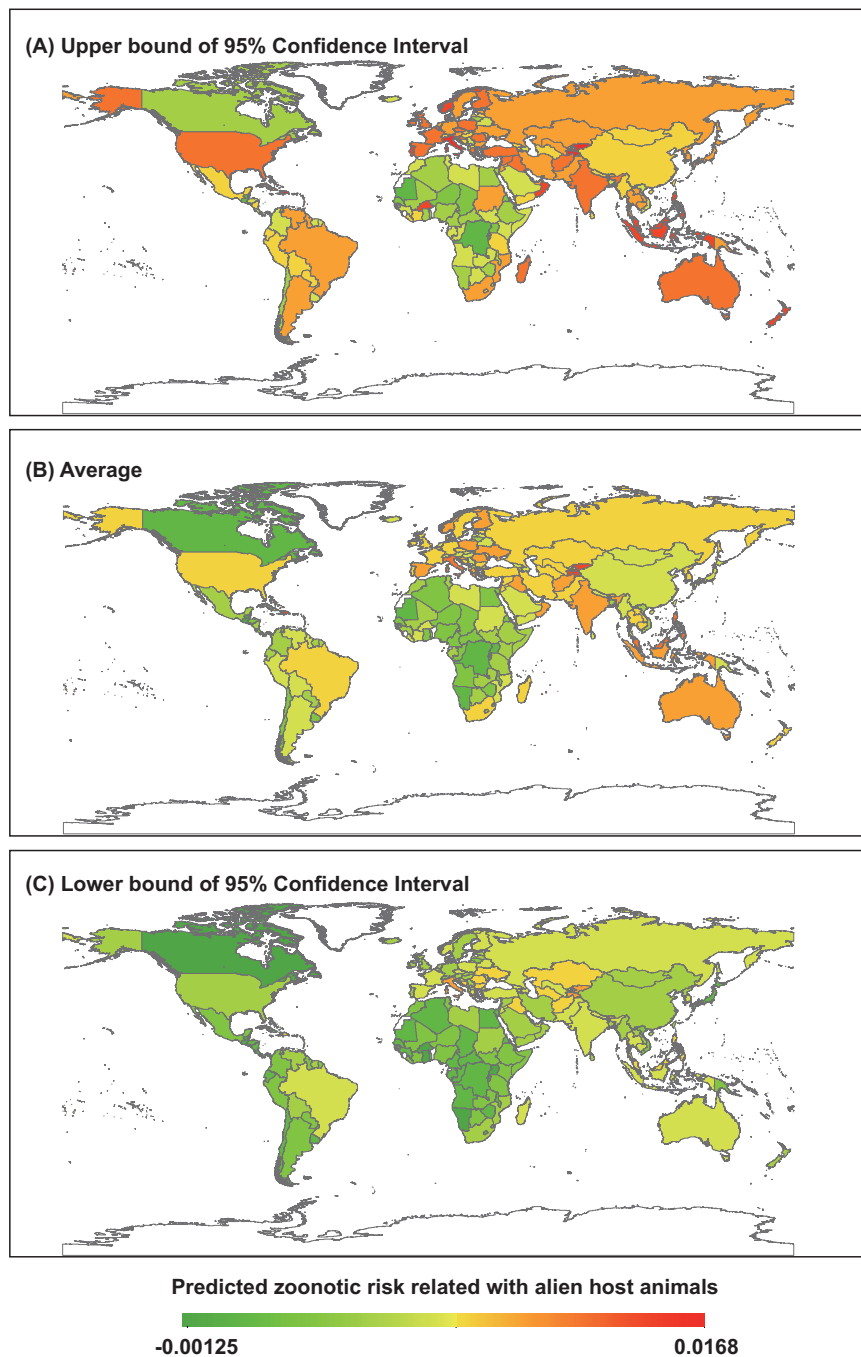 (A) Upper bound of 95% Confidence Interval
(B) Average
(C) Lower bound of 95% Confidence Interval
Predicted zoonotic risk related with alien host animals
-0.00125 0.0168